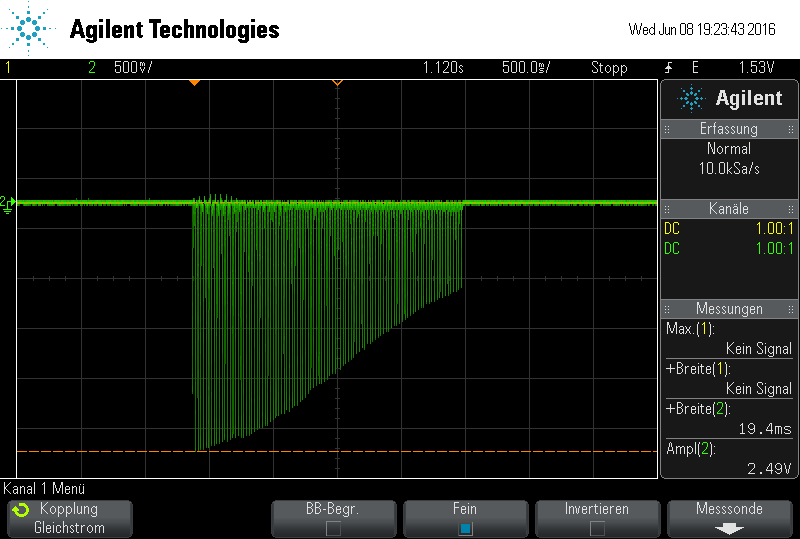 Agilent Technologies
Wed Jun 08 19:23:43 2016
1 2 500mV/ 1.120s 500.0ms/ Stopp E 1.53V
Agilent
Erfassung
Normal
10.0kSa/s
2
Kanäle
DC 1.00:1
DC 1.00:1
Messungen
Max.(1):
Kein Signal
+Breite(1):
Kein Signal
+Breite(2):
19.4ms
Ampl(2):
2.49V
Kanal 1 Menü
Kopplung
Gleichstrom
BB-Begr.
Fein
Invertieren
Messsonde